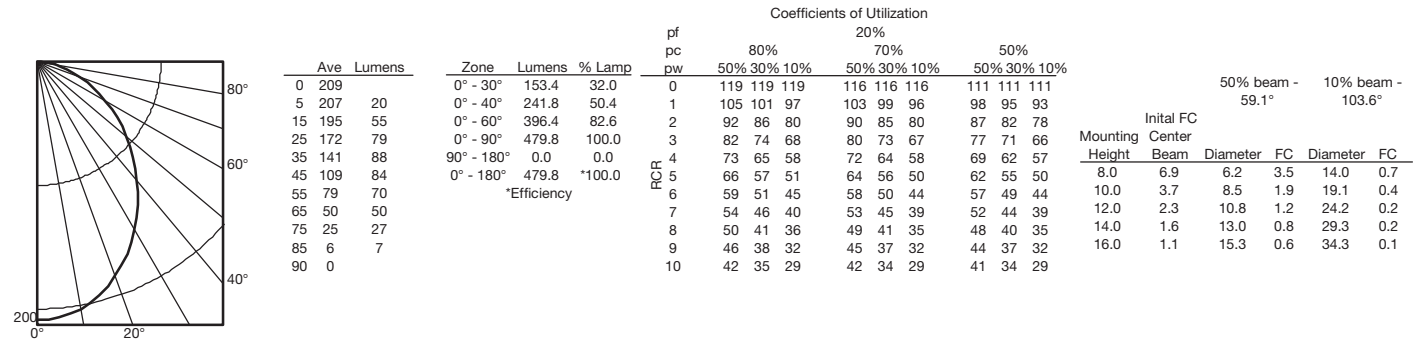 80°
60°
40°
200
0° 20°
Ave Lumens
0 209
5 207 20
15 195 55
25 172 79
35 141 88
45 109 84
55 79 70
65 50 50
75 25 27
85 6 7
90 0
Zone Lumens % Lamp
0° - 30° 153.4 32.0
0° - 40° 241.8 50.4
0° - 60° 396.4 82.6
0° - 90° 479.8 100.0
90° - 180° 0.0 0.0
0° - 180° 479.8 *100.0
*Efficiency
Coefficients of Utilization
pf 20%
pc 80% 70% 50%
pw 50% 30% 10% 50% 30% 10% 50% 30% 10%
RCR
0 119 119 119 116 116 116 111 111 111
1 105 101 97 103 99 96 98 95 93
2 92 86 80 90 85 80 87 82 78
3 82 74 68 80 73 67 77 71 66
4 73 65 58 72 64 58 69 62 57
5 66 57 51 64 56 50 62 55 50
6 59 51 45 58 50 44 57 49 44
7 54 46 40 53 45 39 52 44 39
8 50 41 36 49 41 35 48 40 35
9 46 38 32 45 37 32 44 37 32
10 42 35 29 42 34 29 41 34 29
50% beam - 10% beam -
59.1° 103.6°
Inital FC
Mounting Center
Height Beam Diameter FC Diameter FC
8.0 6.9 6.2 3.5 14.0 0.7
10.0 3.7 8.5 1.9 19.1 0.4
12.0 2.3 10.8 1.2 24.2 0.2
14.0 1.6 13.0 0.8 29.3 0.2
16.0 1.1 15.3 0.6 34.3 0.1